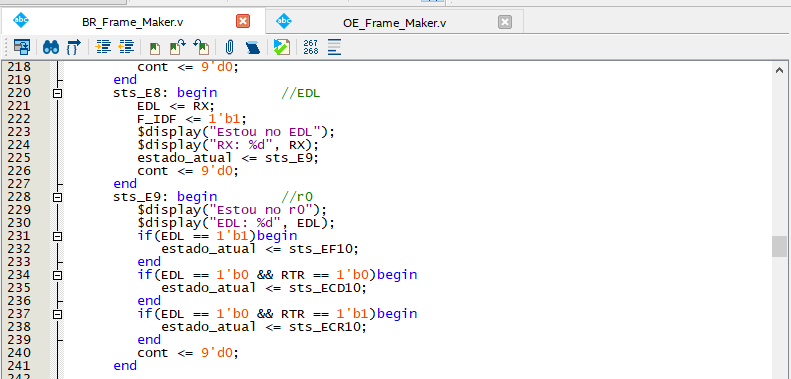 BR_Frame_Maker.v
OE_Frame_Maker.v
267
268
218 cont <= 9'd0;
219 end
220 sts_E8: begin //EDL
221 EDL <= RX;
222 F_IDF <= 1'b1;
223 $display("Estou no EDL");
224 $display("RX: %d", RX);
225 estado_atual <= sts_E9;
226 cont <= 9'd0;
227 end
228 sts_E9: begin //r0
229 $display("Estou no r0");
230 $display("EDL: %d", EDL);
231 if(EDL == 1'b1)begin
232 estado_atual <= sts_EF10;
233 end
234 if(EDL == 1'b0 && RTR == 1'b0)begin
235 estado_atual <= sts_ECD10;
236 end
237 if(EDL == 1'b0 && RTR == 1'b1)begin
238 estado_atual <= sts_ECR10;
239 end
240 cont <= 9'd0;
241 end